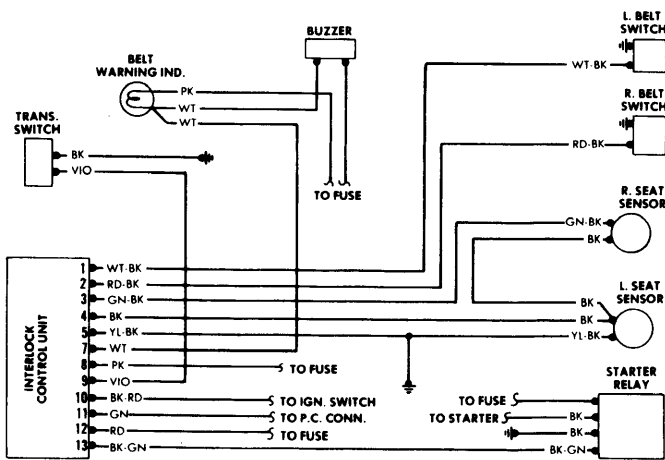 BUZZER
L. BELT
SWITCH
BELT
WARNING IND.
WT-BK
PK
WT
WT
R. BELT
SWITCH
TRANS.
SWITCH
BK
VIO
RD-BK
TO FUSE
R. SEAT
SENSOR
GN-BK
BK
L. SEAT
SENSOR
BK
BK
YL-BK
INTERLOCK
CONTROL UNIT
1 WT-BK
2 RD-BK
3 GN-BK
4 BK
5 YL-BK
7 WT
8 PK TO FUSE
9 VIO
10 BK-RD TO IGN. SWITCH
11 GN TO P.C. CONN.
12 RD TO FUSE
13 BK-GN
STARTER
RELAY
TO FUSE
TO STARTER BK
BK
BK-GN